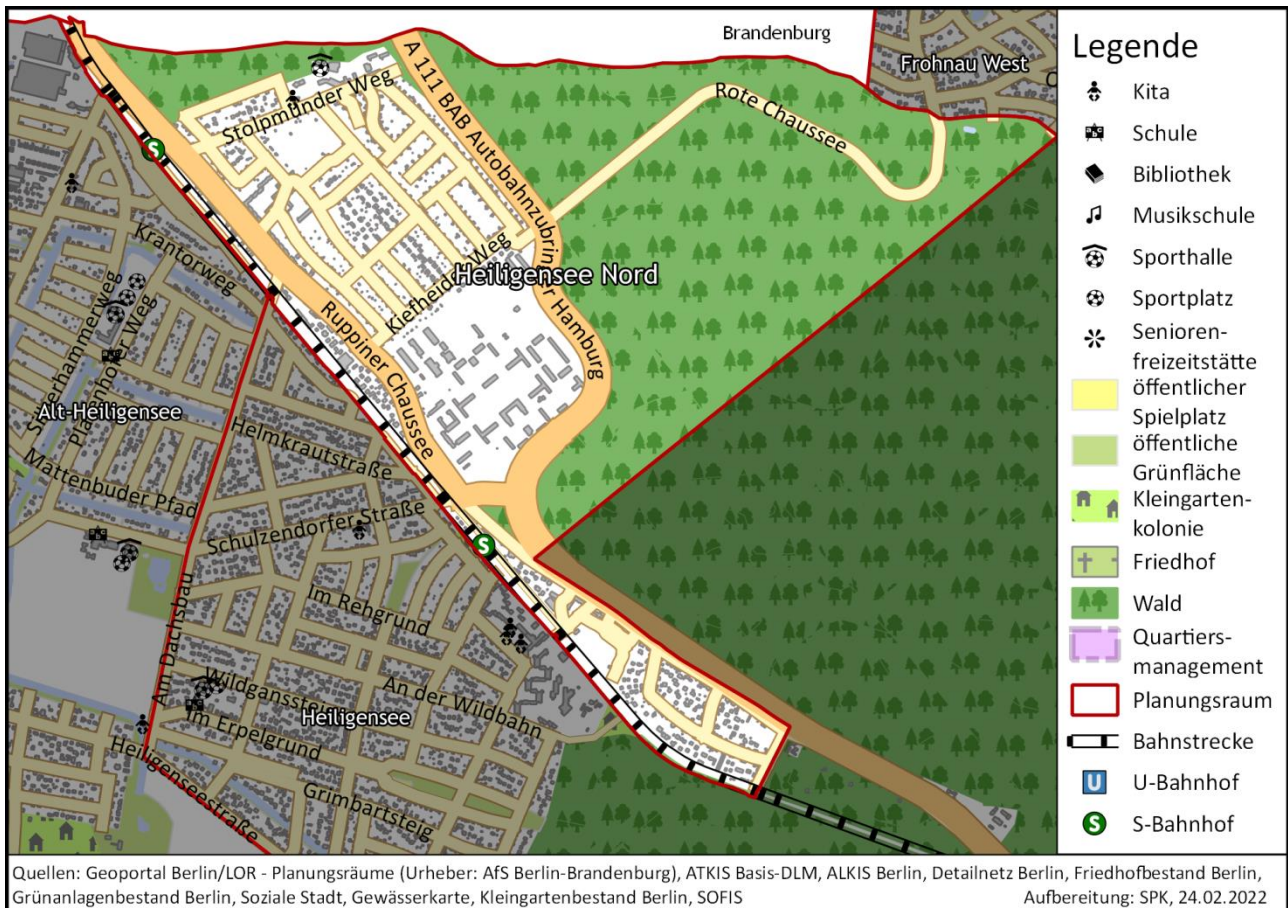 Brandenburg
Frohnau West
A 111 BAB Autobahnzubringer Hamburg
Rote Chaussee
Stolpmünder Weg
Krantorweg
Kiefheider Weg
Heiligensee Nord
Ruppiner Chaussee
Silberhammerweg
Plankenhofer Weg
Alt-Heiligensee
Helmkrautstraße
Mattenbuder Pfad
Schulzendorfer Straße
Im Rehgrund
Am Dachsbau
Wildganssteig
An der Wildbahn
Heiligensee
Im Erpelgrund
Heiligenseestraße
Grimbartsteig
S
S
Legende
Kita
Schule
Bibliothek
Musikschule
Sporthalle
Sportplatz
Senioren-
freizeitstätte
öffentlicher
Spielplatz
öffentliche
Grünfläche
Kleingarten-
kolonie
Friedhof
Wald
Quartiers-
management
Planungsraum
Bahnstrecke
U U-Bahnhof
S S-Bahnhof
Quellen: Geoportal Berlin/LOR - Planungsräume (Urheber: AfS Berlin-Brandenburg), ATKIS Basis-DLM, ALKIS Berlin, Detailnetz Berlin, Friedhofbestand Berlin,
Grünanlagenbestand Berlin, Soziale Stadt, Gewässerkarte, Kleingartenbestand Berlin, SOFIS
Aufbereitung: SPK, 24.02.2022